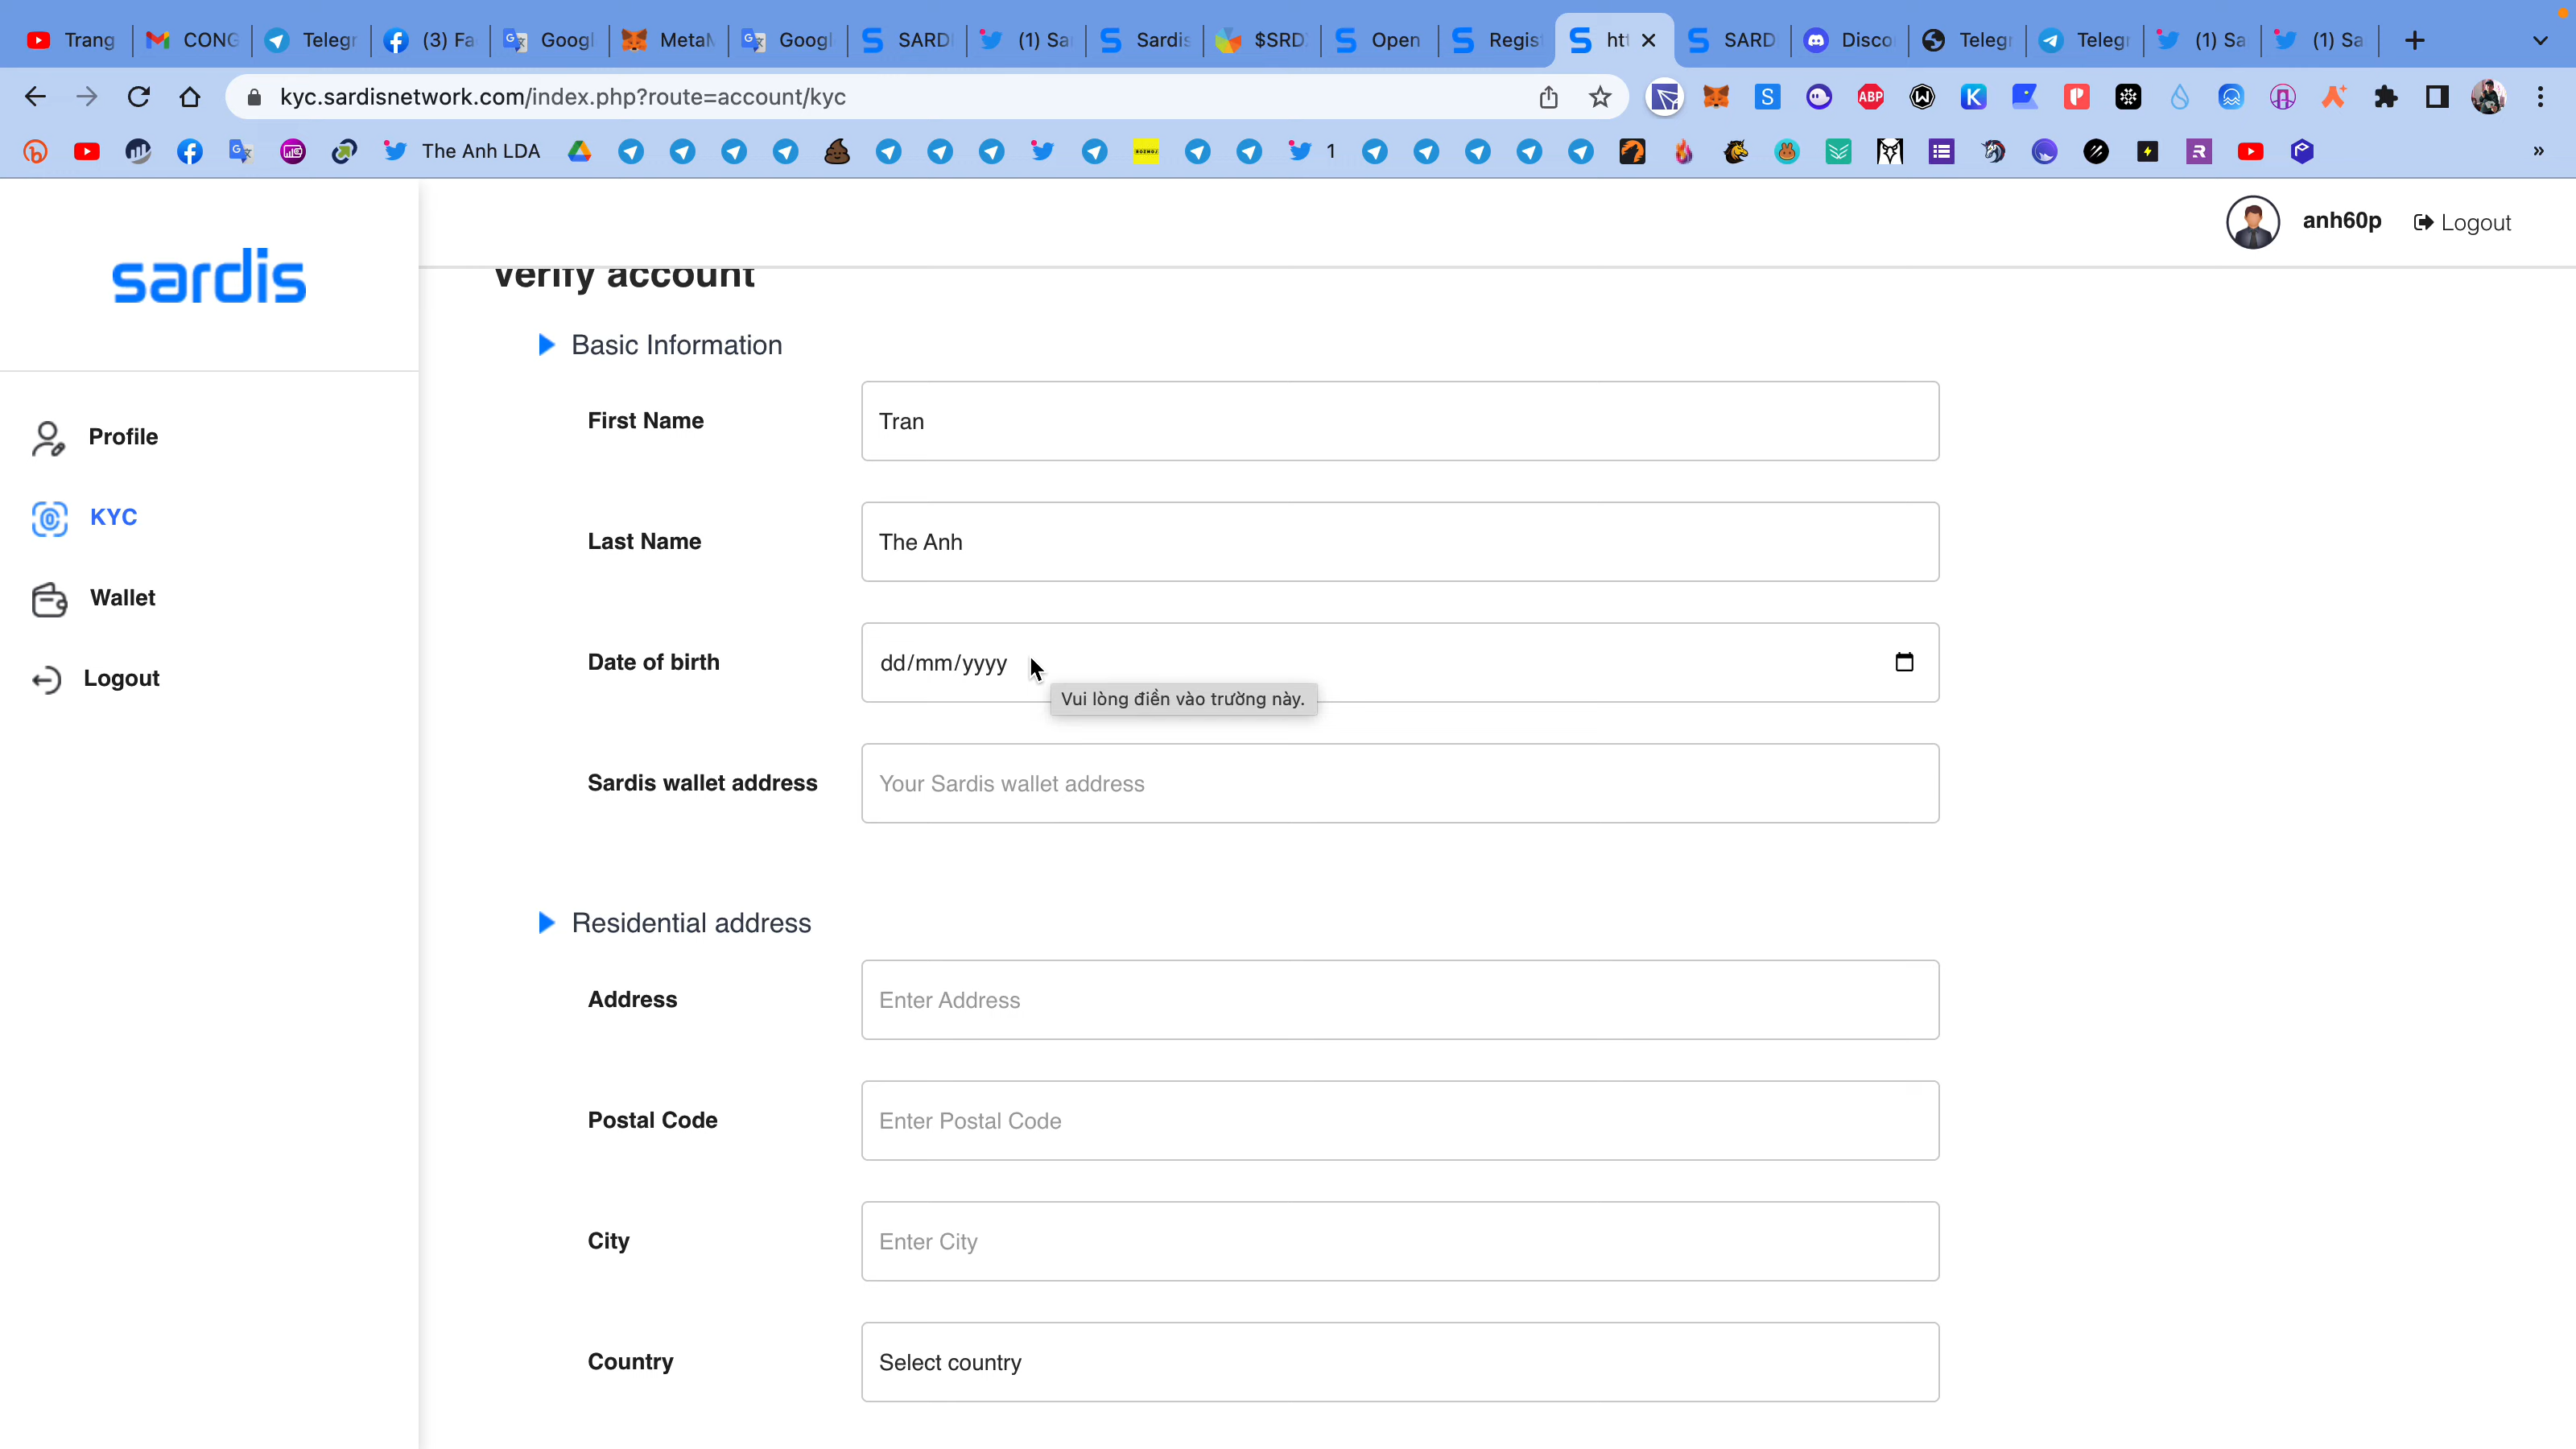 Trang
CONG
Telegr
(3) Fa
Googl
MetaM
Googl
SARD
(1) Sa
Sardis
$SRD
Open
Regis
htt
SARD
Disco
Telegr
Telegr
(1) Sa
(1) Sa
kyc.sardisnetwork.com/index.php?route=account/kyc
S
ABP
K
The Anh LDA
1
anh60p
Logout
sardis
Verify account
Profile
KYC
Wallet
Logout
Basic Information
First Name
Tran
Last Name
The Anh
Date of birth
dd/mm/yyyy
Vui lòng điền vào trường này.
Sardis wallet address
Your Sardis wallet address
Residential address
Address
Enter Address
Postal Code
Enter Postal Code
City
Enter City
Country
Select country